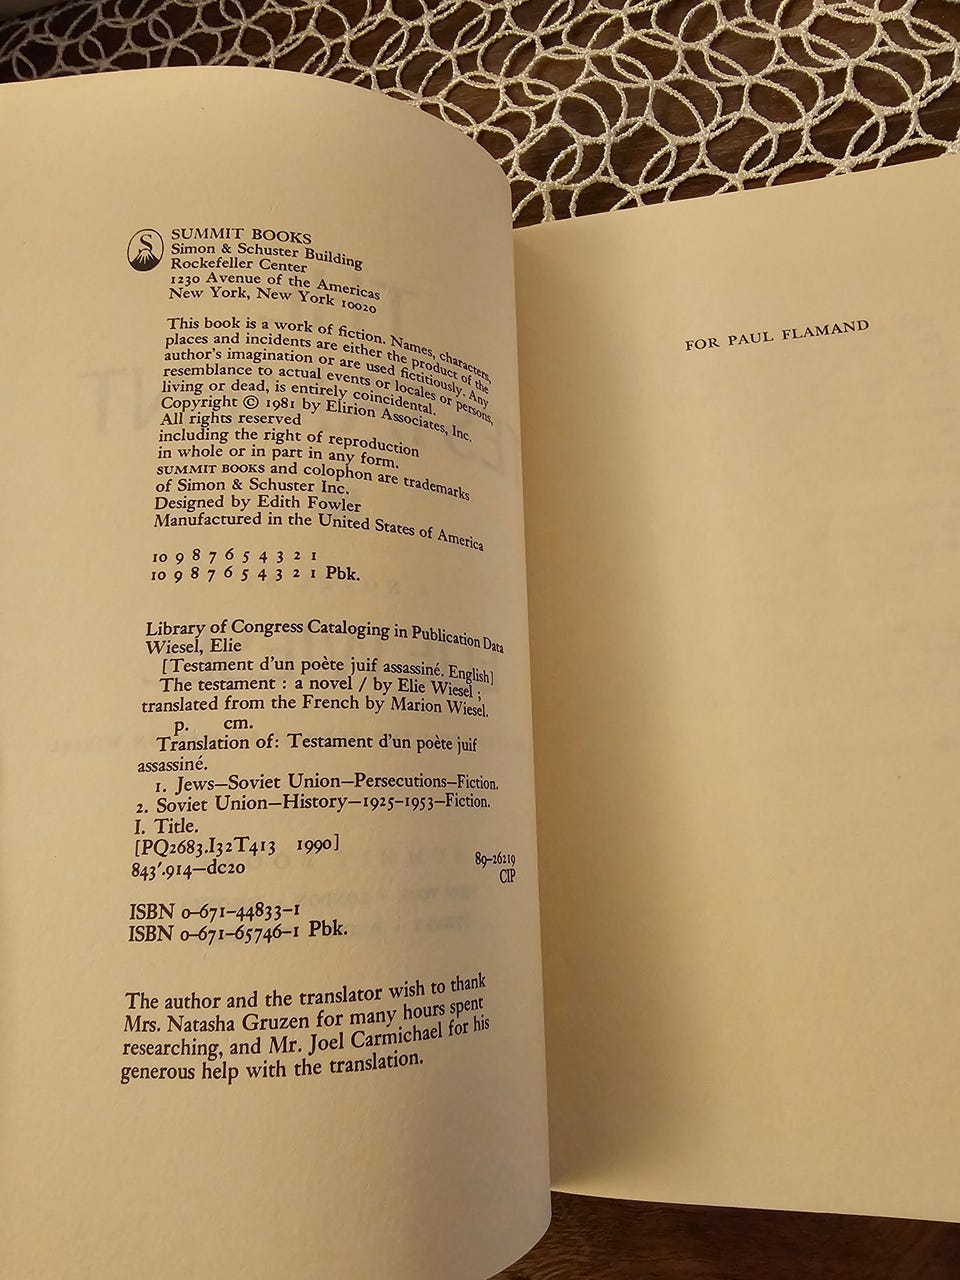 SUMMIT BOOKS
Simon & Schuster Building
Rockefeller Center
1230 Avenue of the Americas
New York, New York 10020
This book is a work of fiction. Names, characters,
places and incidents are either the product of the
author's imagination or are used fictitiously. Any
resemblance to actual events or locales or persons,
living or dead, is entirely coincidental.
Copyright © 1981 by Elirion Associates, Inc.
All rights reserved
including the right of reproduction
in whole or in part in any form.
SUMMIT BOOKS and colophon are trademarks
of Simon & Schuster Inc.
Designed by Edith Fowler
Manufactured in the United States of America
10 9 8 7 6 5 4 3 2 1
10 9 8 7 6 5 4 3 2 1 Pbk.
Library of Congress Cataloging in Publication Data
Wiesel, Elie
[Testament d'un poète juif assassiné. English]
The testament : a novel / by Elie Wiesel ;
translated from the French by Marion Wiesel.
p. cm.
Translation of: Testament d'un poète juif
assassiné.
1. Jews—Soviet Union—Persecutions—Fiction.
2. Soviet Union—History—1925–1953—Fiction.
I. Title.
[PQ2683.I32T413 1990]
843'.914—dc20 89-26219
CIP
ISBN 0-671-44833-1
ISBN 0-671-65746-1 Pbk.
The author and the translator wish to thank
Mrs. Natasha Gruzen for many hours spent
researching, and Mr. Joel Carmichael for his
generous help with the translation.
FOR PAUL FLAMAND